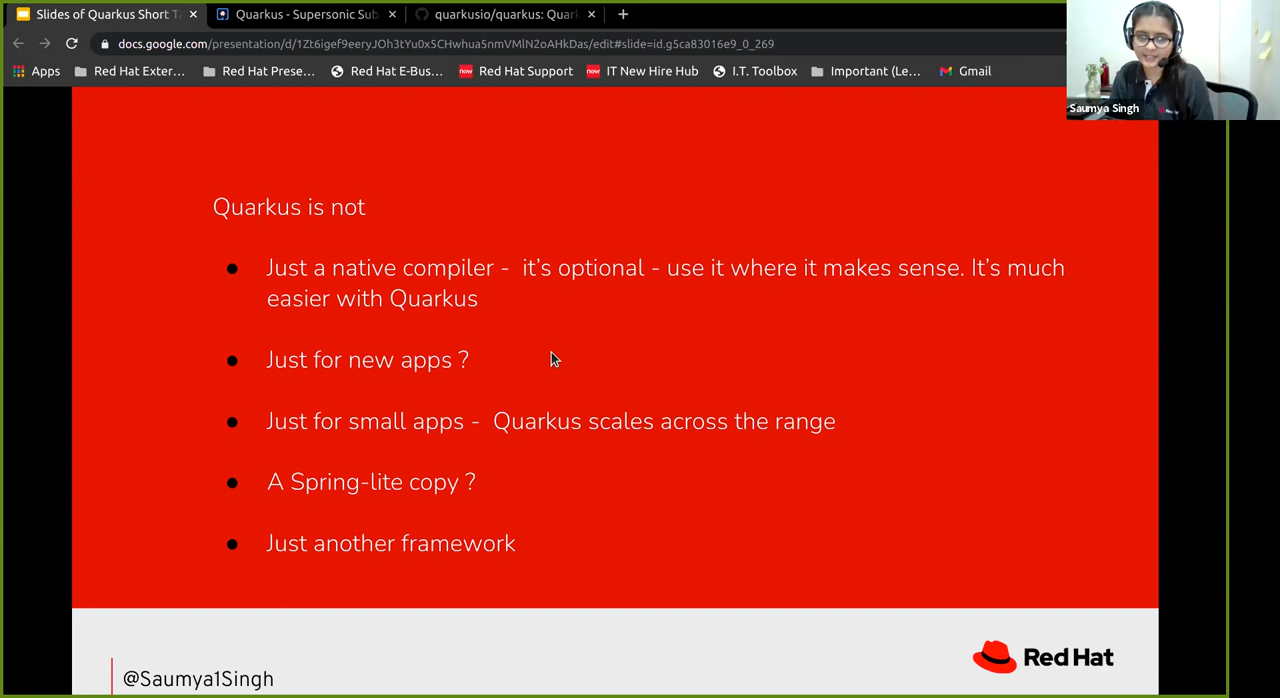 Slides of Quarkus Short T
Quarkus - Supersonic Sub
quarkusio/quarkus: Quar
docs.google.com/presentation/d/1Zt6igef9eeryJOh3tYu0x5CHwhua5nmVMlN2oAHkDas/edit#slide=id.g5ca83016e9_0_269
Apps
Red Hat Exter...
Red Hat Prese...
Red Hat E-Bus...
now
Red Hat Support
now
IT New Hire Hub
I.T. Toolbox
Important (Le...
Gmail
Saumya Singh
Quarkus is not
● Just a native compiler - it's optional - use it where it makes sense. It's much
easier with Quarkus
● Just for new apps ?
● Just for small apps - Quarkus scales across the range
● A Spring-lite copy ?
● Just another framework
@Saumya1Singh
Red Hat